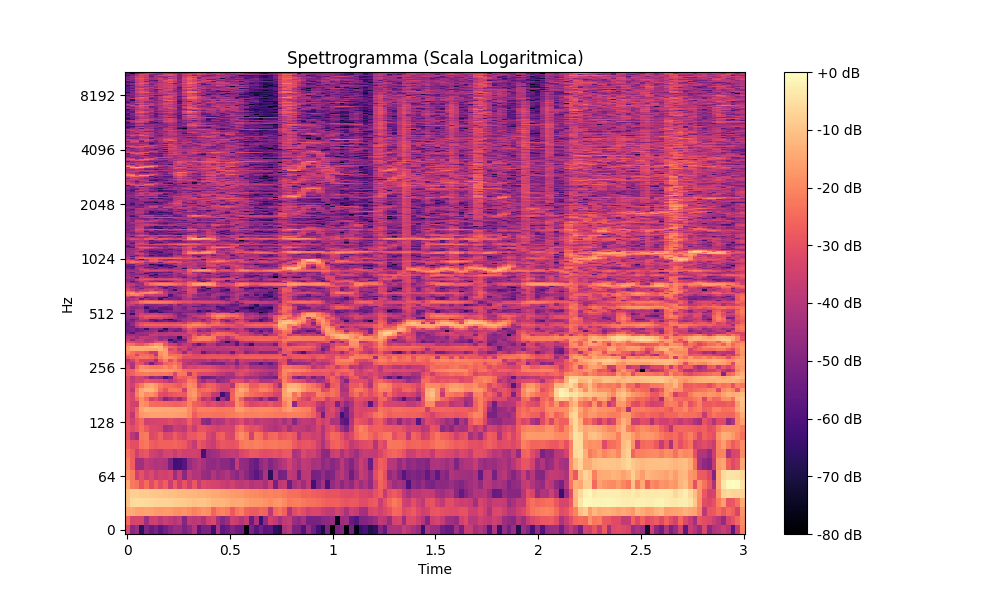 Spettrogramma (Scala Logaritmica)
Hz
8192
4096
2048
1024
512
256
128
64
0
0 0.5 1 1.5 2 2.5 3
Time
+0 dB
-10 dB
-20 dB
-30 dB
-40 dB
-50 dB
-60 dB
-70 dB
-80 dB